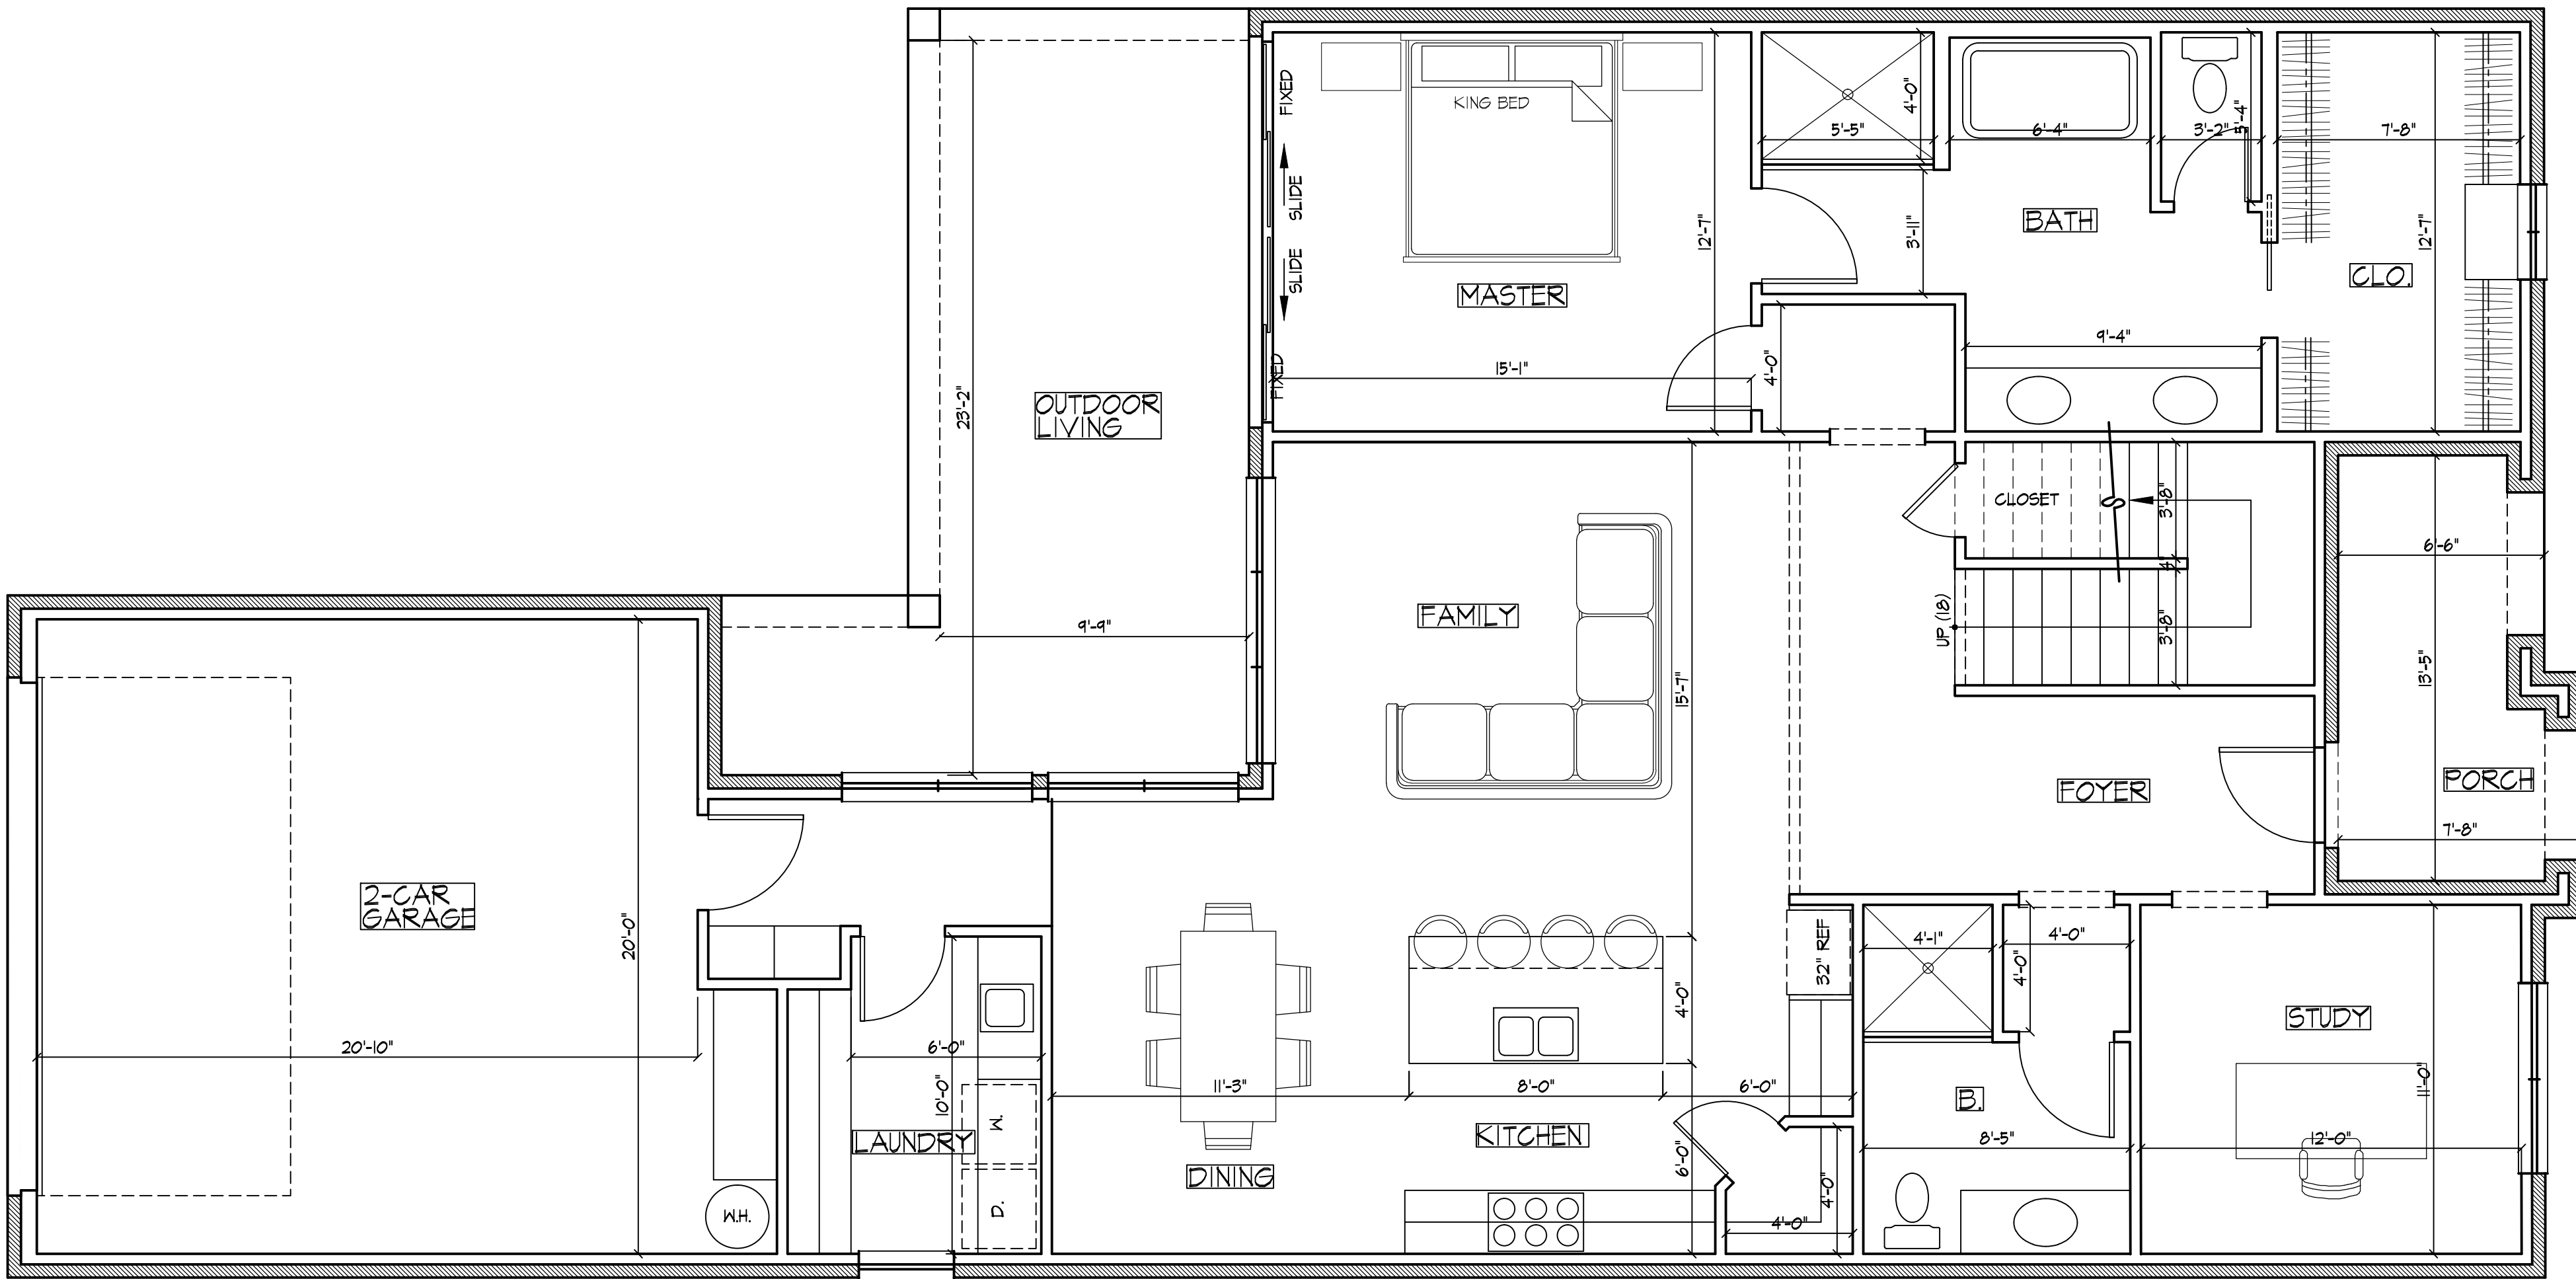 FIXED
KING BED
4'-0"
5'-5"
6'-4"
3'-2"
5'-4"
7'-8"
SLIDE
SLIDE
12'-7"
3'-11"
BATH
12'-7"
CLO.
MASTER
FIXED
15'-1"
4'-0"
9'-4"
OUTDOOR
LIVING
23'-2"
CLOSET
3'-8"
4"
6'-6"
FAMILY
9'-9"
UP (18)
3'-8"
15'-7"
13'-5"
FOYER
PORCH
7'-8"
2-CAR
GARAGE
20'-0"
32" REF
4'-1"
4'-0"
4'-0"
4'-0"
STUDY
20'-10"
6'-0"
10'-0"
11'-3"
8'-0"
6'-0"
11'-0"
B.
W.
LAUNDRY
KITCHEN
6'-0"
8'-5"
12'-0"
DINING
4'-0"
D.
W.H.
4'-0"